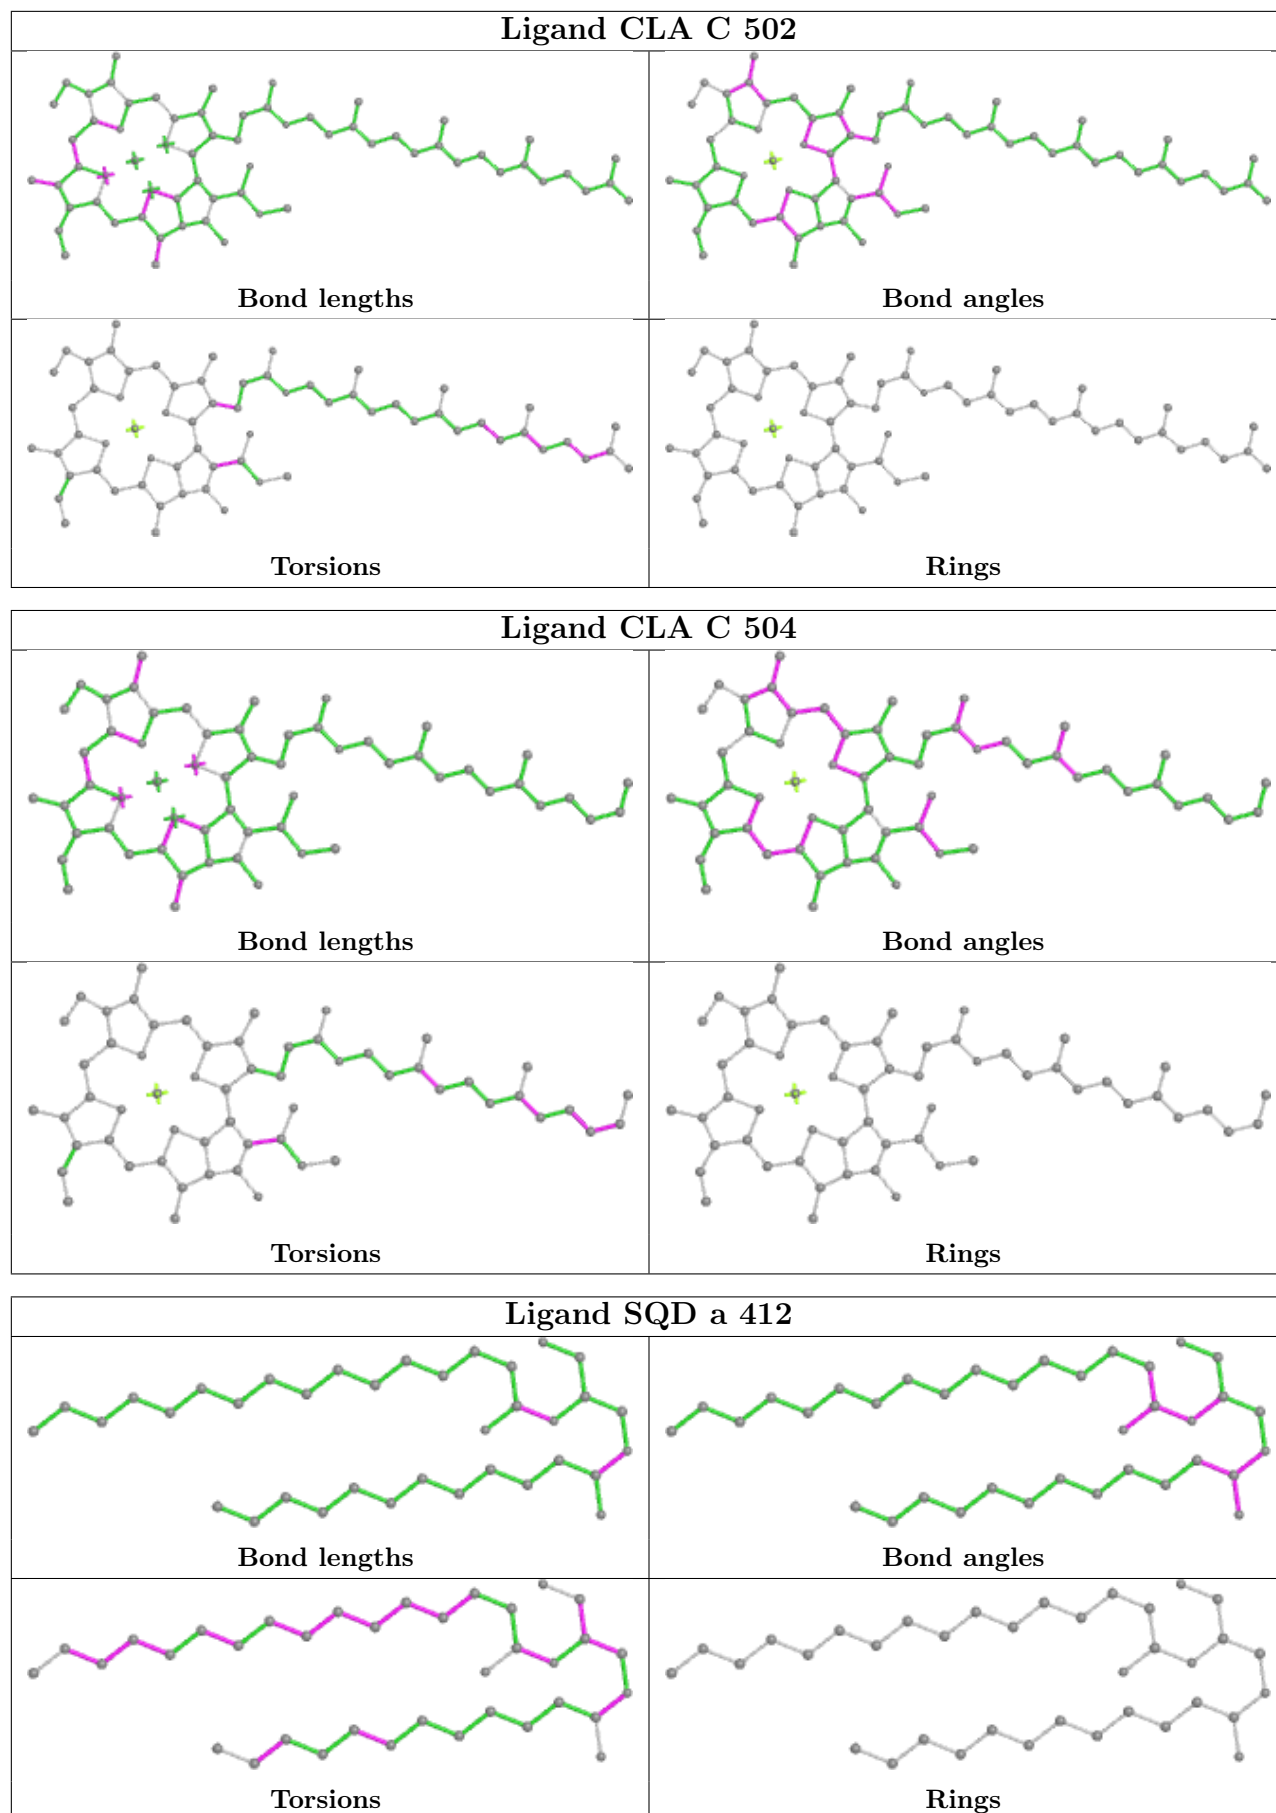 Ligand CLA C 502
Bond lengths
Bond angles
Torsions
Rings
Ligand CLA C 504
Bond lengths
Bond angles
Torsions
Rings
Ligand SQD a 412
Bond lengths
Bond angles
Torsions
Rings